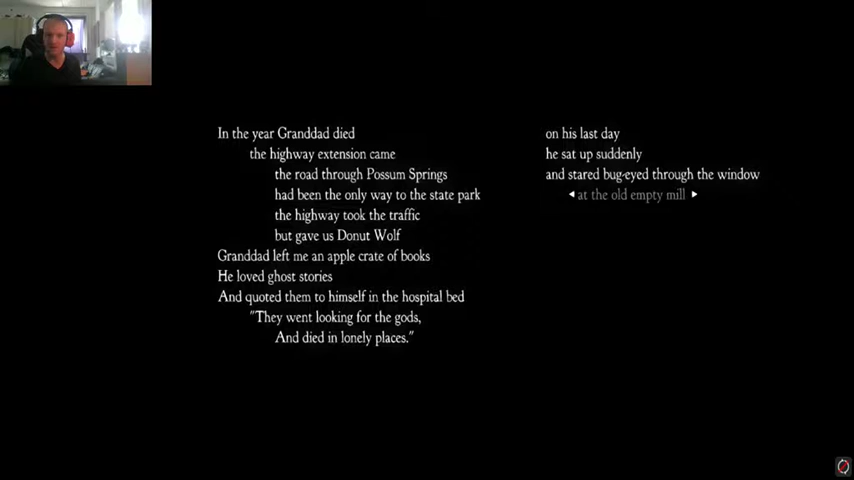 In the year Granddad died
the highway extension came
the road through Possum Springs
had been the only way to the state park
the highway took the traffic
but gave us Donut Wolf
Granddad left me an apple crate of books
He loved ghost stories
And quoted them to himself in the hospital bed
"They went looking for the gods,
And died in lonely places."
on his last day
he sat up suddenly
and stared bug-eyed through the window
at the old empty mill